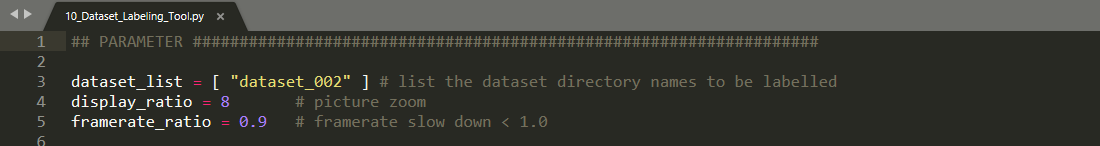 10_Dataset_Labeling_Tool.py ×
1 ## PARAMETER ###################################################################
2
3 dataset_list = [ "dataset_002" ] # list the dataset directory names to be labelled
4 display_ratio = 8       # picture zoom
5 framerate_ratio = 0.9   # framerate slow down < 1.0
6